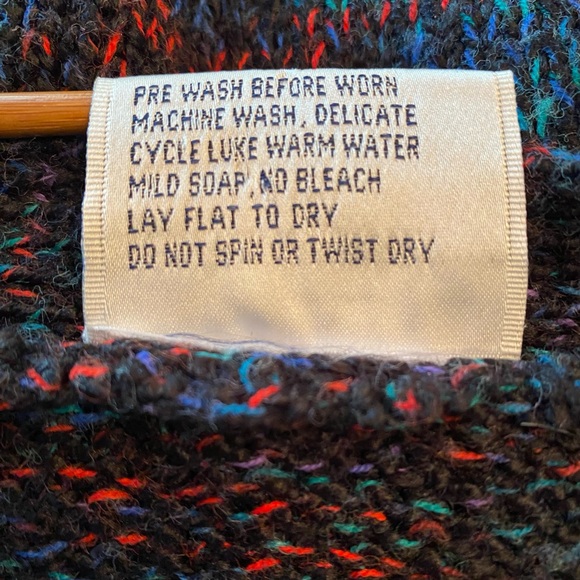 PRE WASH BEFORE WORN
MACHINE WASH, DELICATE
CYCLE LUKE WARM WATER
MILD SOAP, NO BLEACH
LAY FLAT TO DRY
DO NOT SPIN OR TWIST DRY